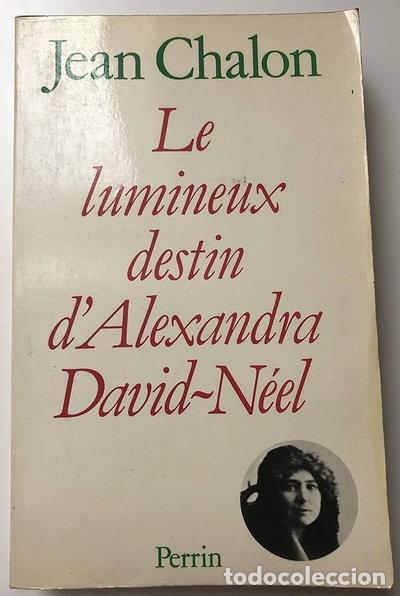 Jean Chalon
Le
lumineux
destin
d'Alexandra
David~Néel
Perrin
todocoleccion